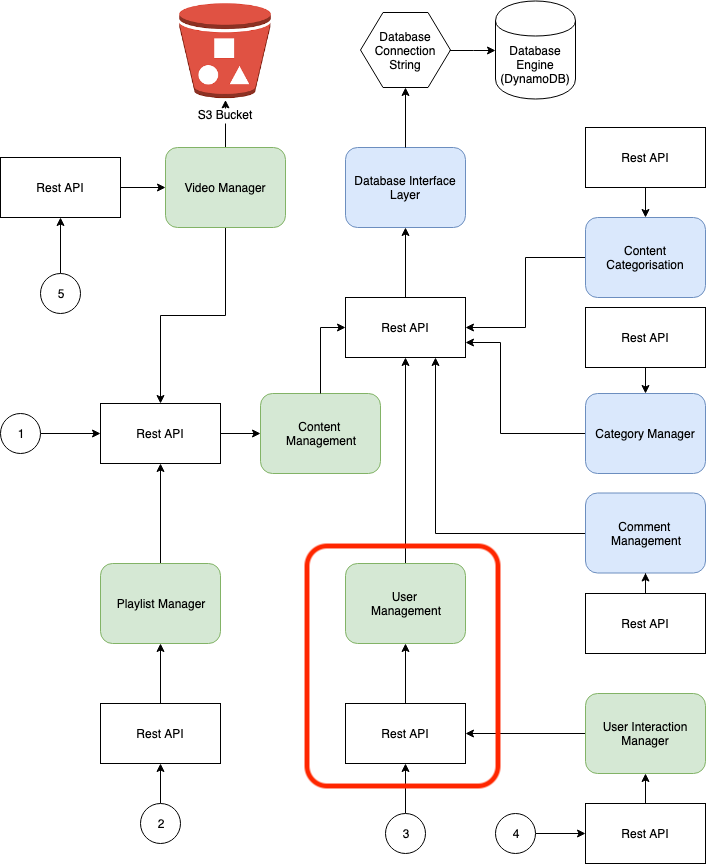 Database
Connection
String
Database
Engine
(DynamoDB)
S3 Bucket
Rest API
Rest API
Video Manager
Database Interface
Layer
Content
Categorisation
5
Rest API
Rest API
1
Rest API
Content
Management
Category Manager
Comment
Management
Playlist Manager
User
Management
Rest API
Rest API
Rest API
User Interaction
Manager
2
3
4
Rest API